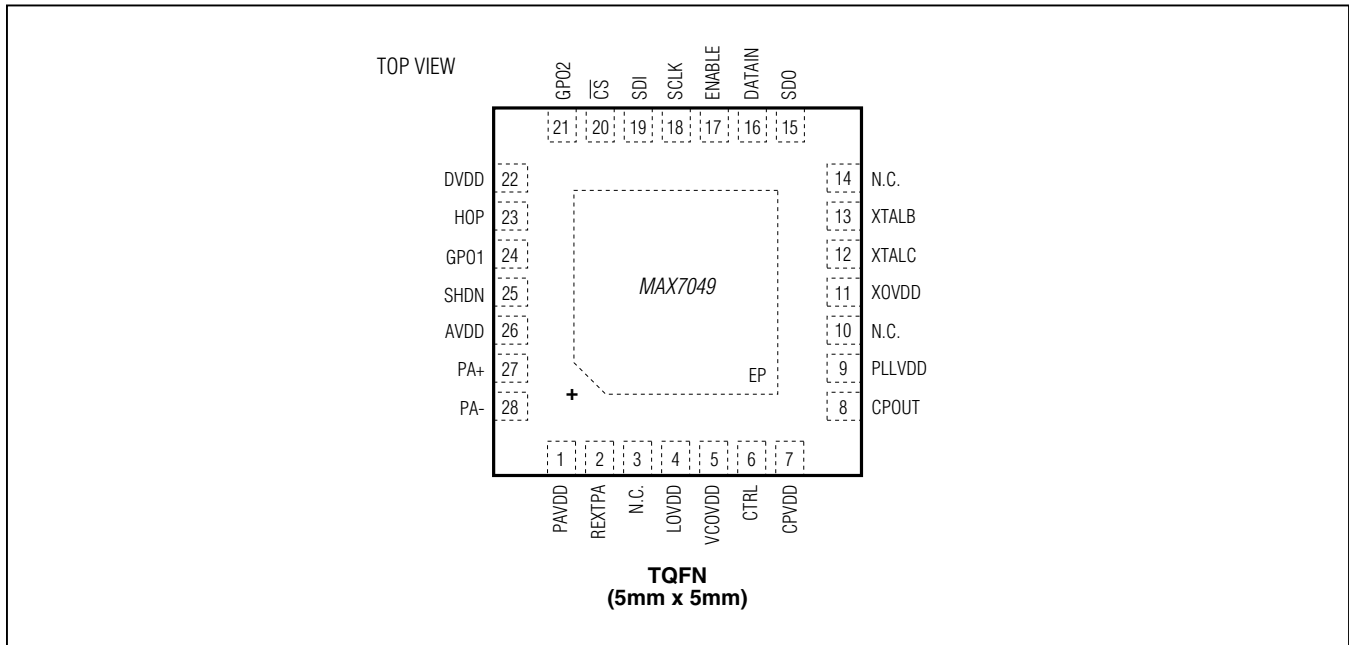 TOP VIEW
GPO2
CS
SDI
SCLK
ENABLE
DATAIN
SDO
21 20 19 18 17 16 15
DVDD 22
HOP 23
GPO1 24
SHDN 25
AVDD 26
PA+ 27
PA- 28
MAX7049
EP
+
14 N.C.
13 XTALB
12 XTALC
11 XOVDD
10 N.C.
9 PLLVDD
8 CPOUT
1 2 3 4 5 6 7
PAVDD
REXTPA
N.C.
LOVDD
VCOVDD
CTRL
CPVDD
TQFN
(5mm x 5mm)